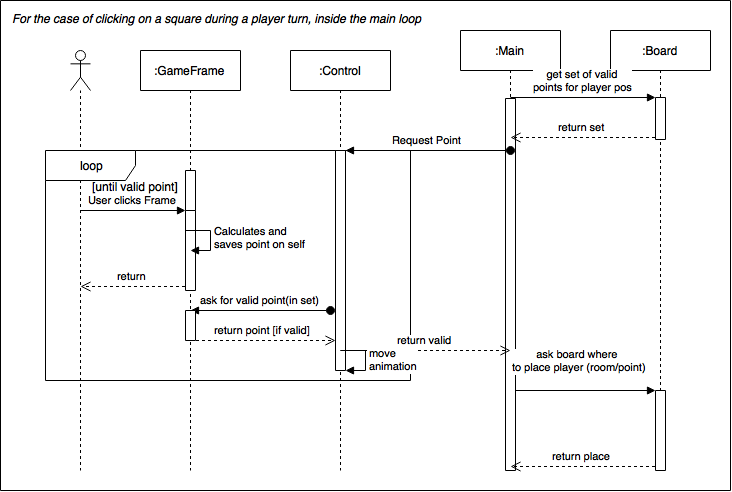 For the case of clicking on a square during a player turn, inside the main loop
:GameFrame
:Control
:Main
:Board
get set of valid
points for player pos
return set
Request Point
loop
[until valid point]
User clicks Frame
Calculates and
saves point on self
return
ask for valid point(in set)
return point [if valid]
return valid
move
animation
ask board where
to place player (room/point)
return place